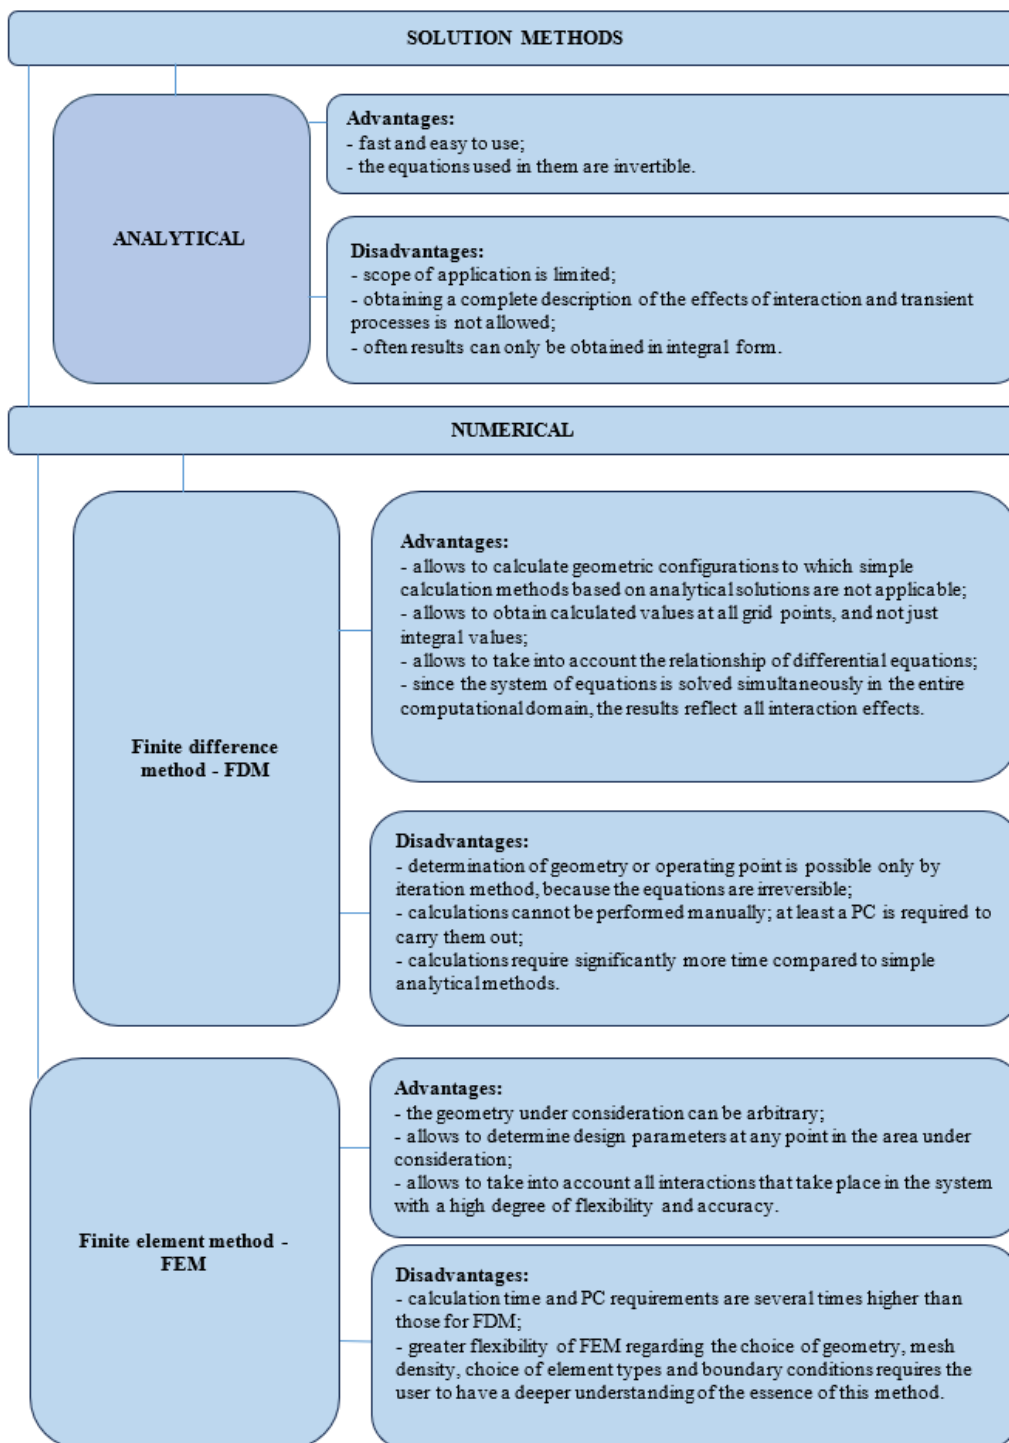 SOLUTION METHODS
ANALYTICAL
Advantages:
- fast and easy to use;
- the equations used in them are invertible.
Disadvantages:
- scope of application is limited;
- obtaining a complete description of the effects of interaction and transient
processes is not allowed;
- often results can only be obtained in integral form.
NUMERICAL
Finite difference
method - FDM
Advantages:
- allows to calculate geometric configurations to which simple
calculation methods based on analytical solutions are not applicable;
- allows to obtain calculated values at all grid points, and not just
integral values;
- allows to take into account the relationship of differential equations;
- since the system of equations is solved simultaneously in the entire
computational domain, the results reflect all interaction effects.
Disadvantages:
- determination of geometry or operating point is possible only by
iteration method, because the equations are irreversible;
- calculations cannot be performed manually; at least a PC is required to
carry them out;
- calculations require significantly more time compared to simple
analytical methods.
Finite element method -
FEM
Advantages:
- the geometry under consideration can be arbitrary;
- allows to determine design parameters at any point in the area under
consideration;
- allows to take into account all interactions that take place in the system
with a high degree of flexibility and accuracy.
Disadvantages:
- calculation time and PC requirements are several times higher than
those for FDM;
- greater flexibility of FEM regarding the choice of geometry, mesh
density, choice of element types and boundary conditions requires the
user to have a deeper understanding of the essence of this method.